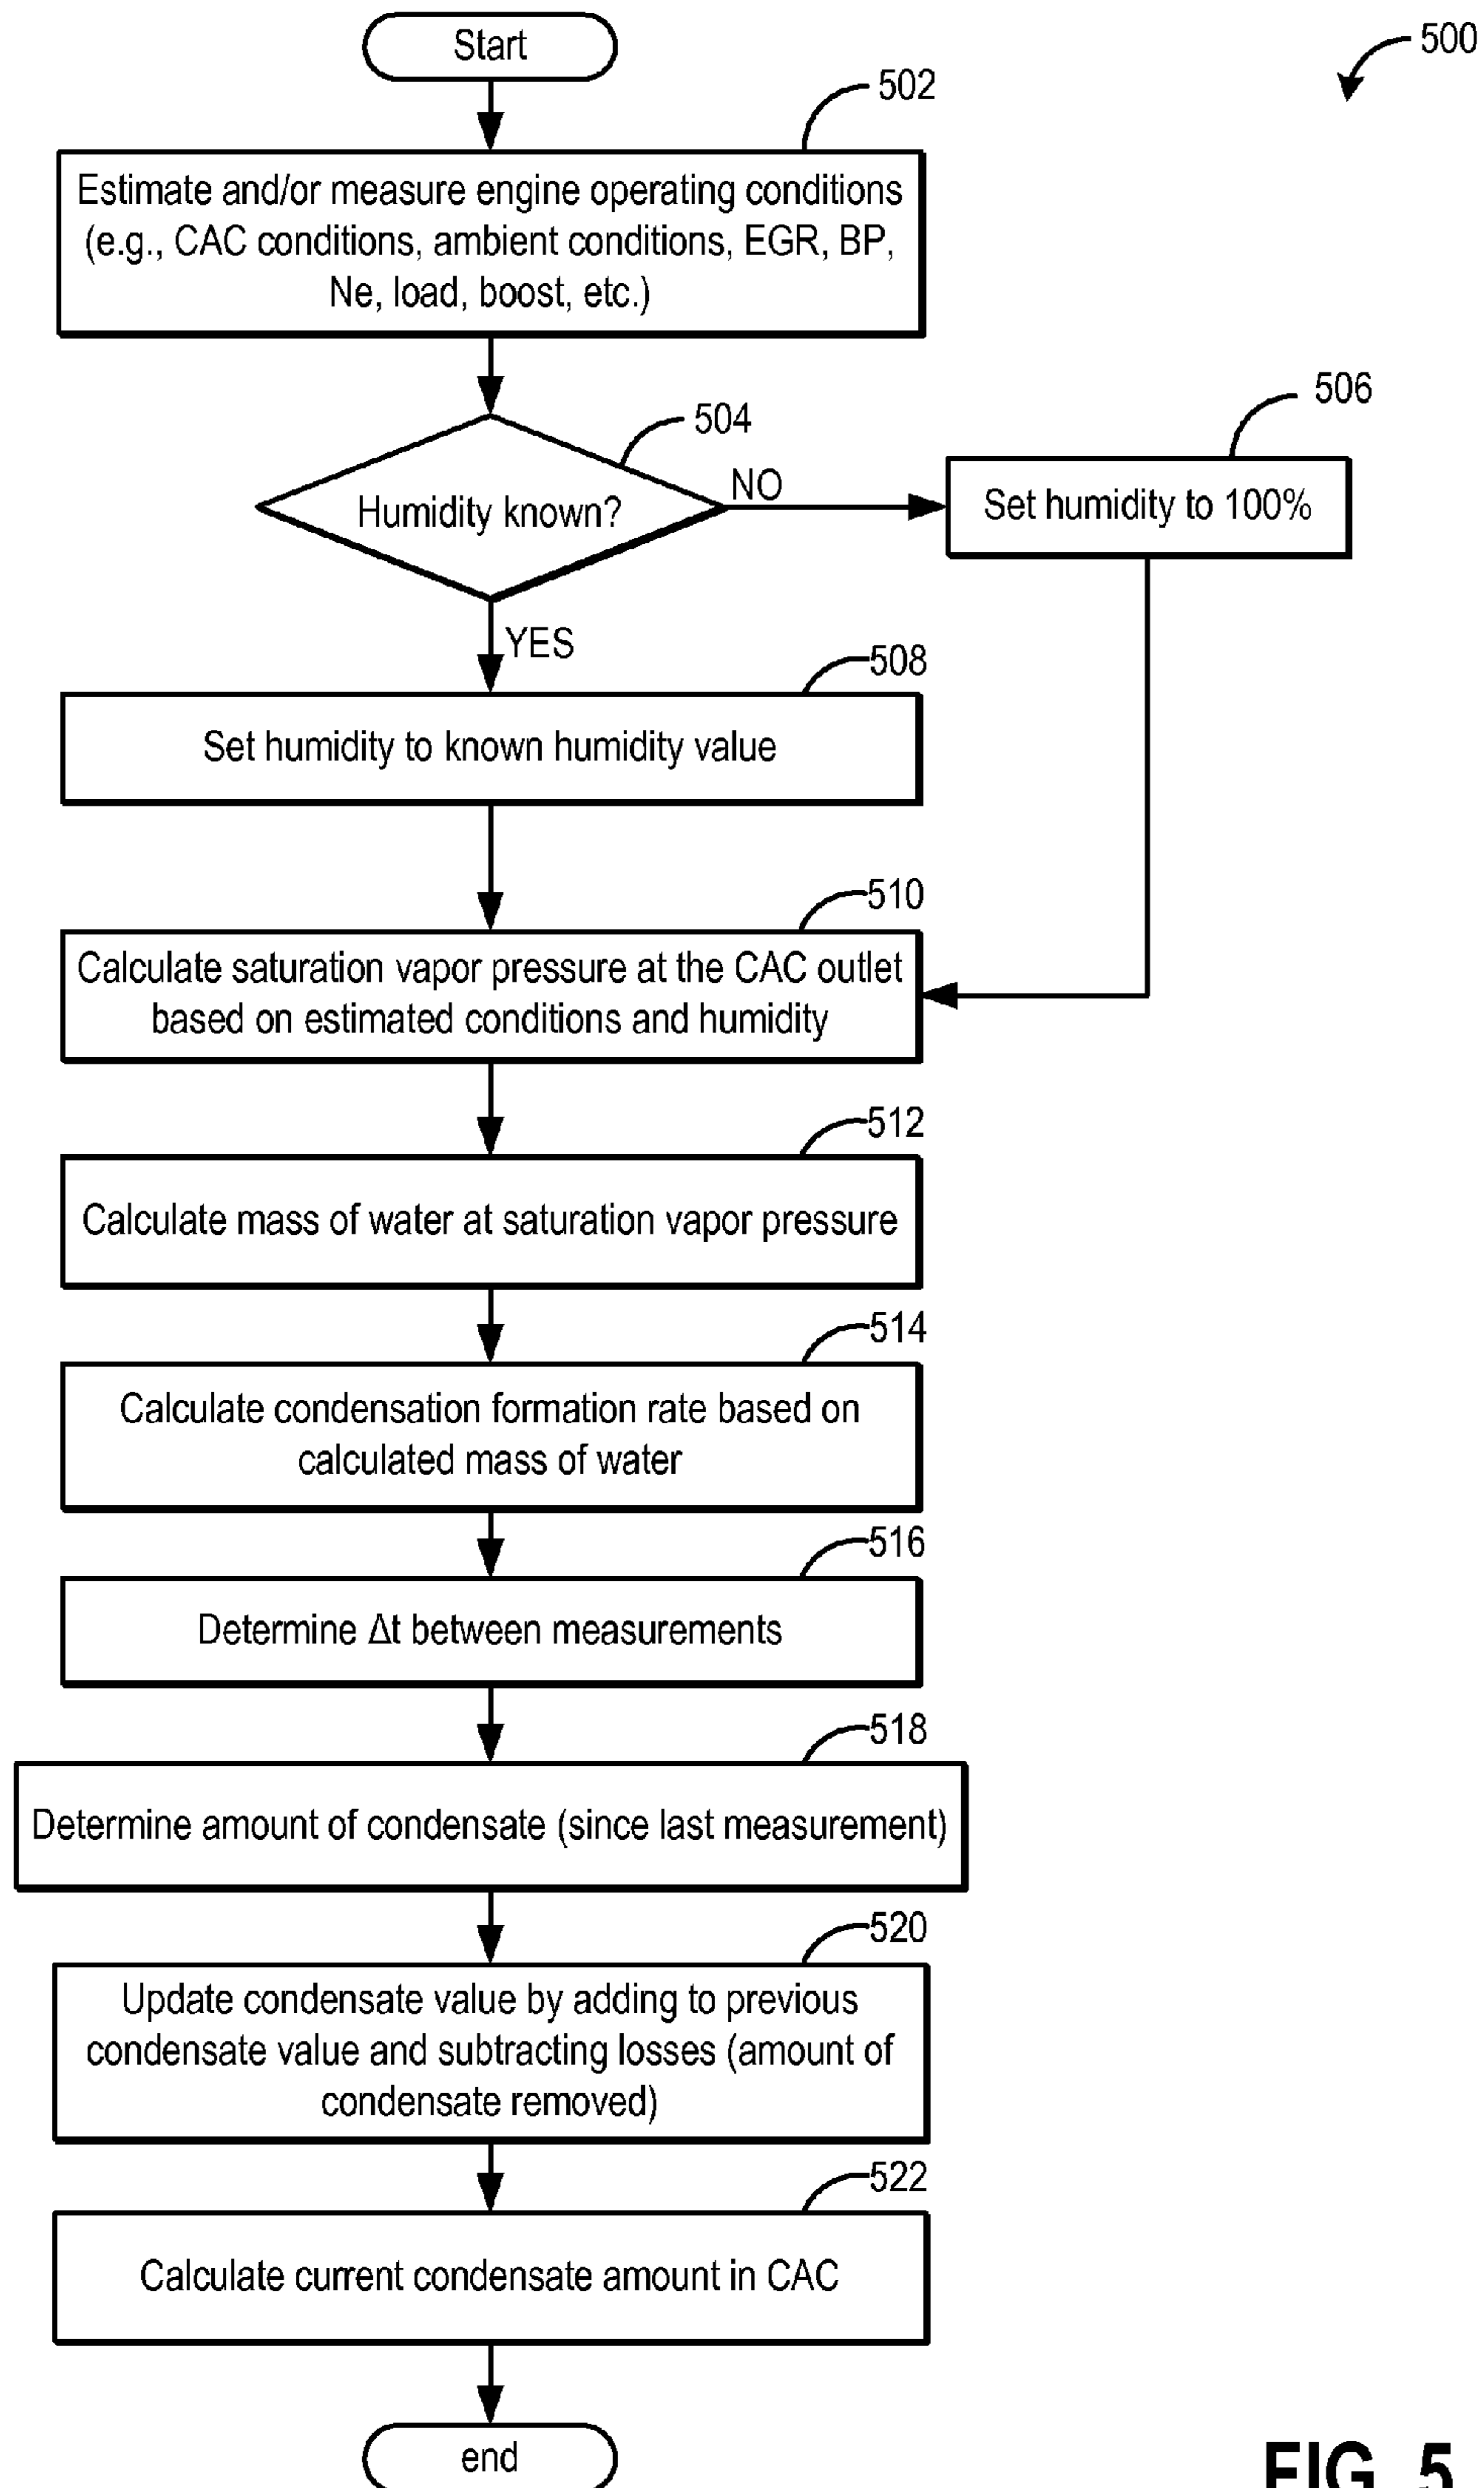 Start
500
502
Estimate and/or measure engine operating conditions
(e.g., CAC conditions, ambient conditions, EGR, BP,
Ne, load, boost, etc.)
504
Humidity known?
NO
506
Set humidity to 100%
YES
508
Set humidity to known humidity value
510
Calculate saturation vapor pressure at the CAC outlet
based on estimated conditions and humidity
512
Calculate mass of water at saturation vapor pressure
514
Calculate condensation formation rate based on
calculated mass of water
516
Determine Δt between measurements
518
Determine amount of condensate (since last measurement)
520
Update condensate value by adding to previous
condensate value and subtracting losses (amount of
condensate removed)
522
Calculate current condensate amount in CAC
end
FIG. 5